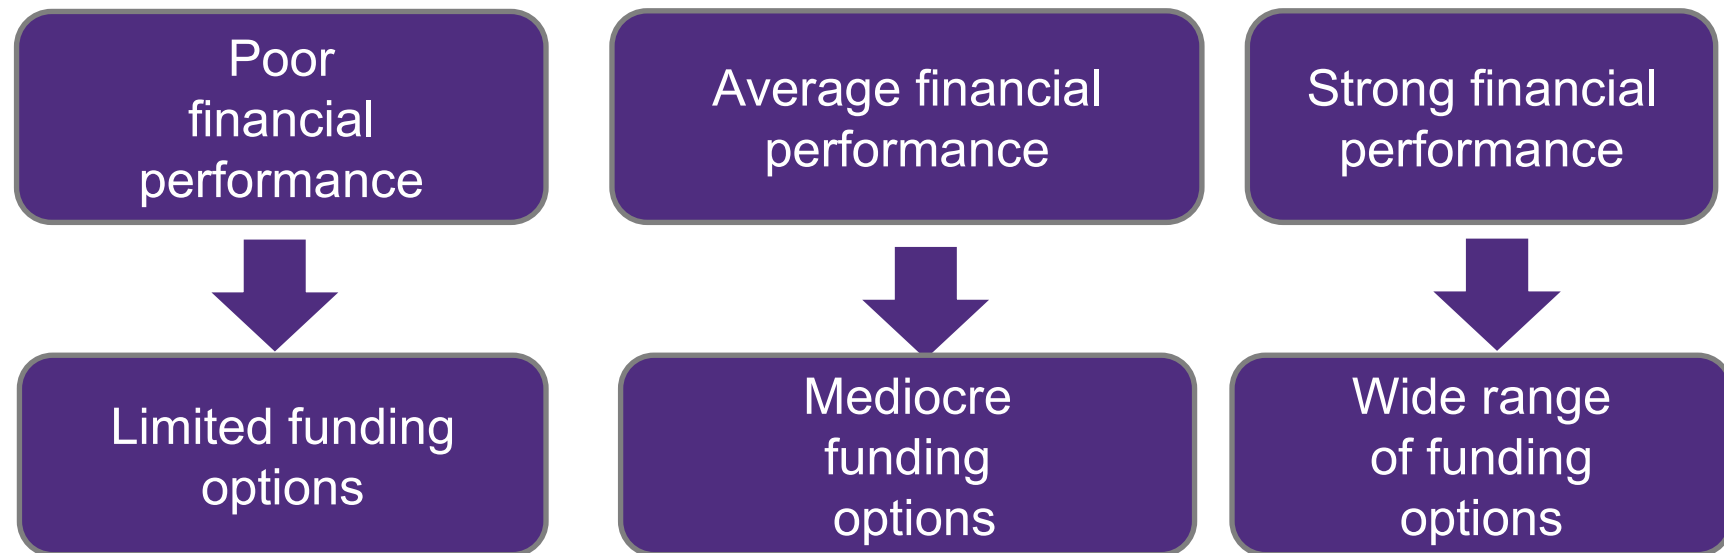 Poor
financial
performance
Average financial
performance
Strong financial
performance
Limited funding
options
Mediocre
funding
options
Wide range
of funding
options